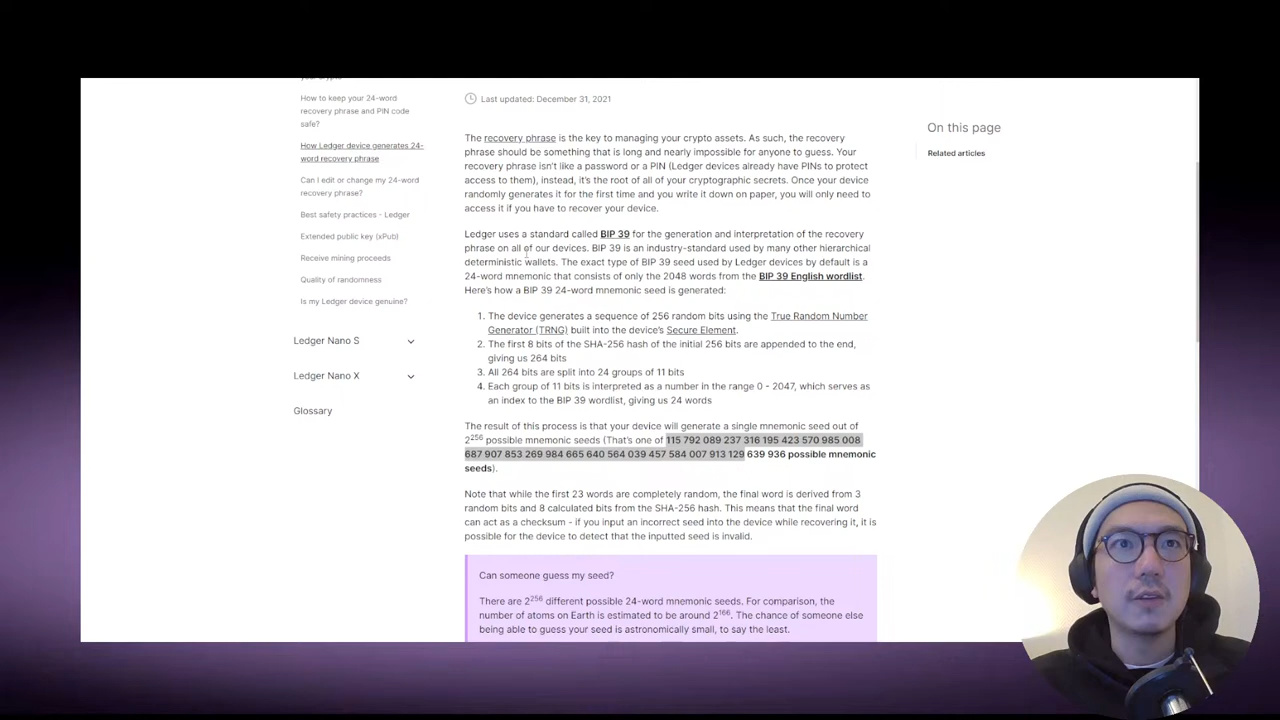 How to keep your 24-word
recovery phrase and PIN code
safe?
How Ledger device generates 24-
word recovery phrase
Can I edit or change my 24-word
recovery phrase?
Best safety practices - Ledger
Extended public key (xPub)
Receive mining proceeds
Quality of randomness
Is my Ledger device genuine?
Ledger Nano S
Ledger Nano X
Glossary
Last updated: December 31, 2021
The recovery phrase is the key to managing your crypto assets. As such, the recovery
phrase should be something that is long and nearly impossible for anyone to guess. Your
recovery phrase isn't like a password or a PIN (Ledger devices already have PINs to protect
access to them), instead, it's the root of all of your cryptographic secrets. Once your device
randomly generates it for the first time and you write it down on paper, you will only need to
access it if you have to recover your device.
Ledger uses a standard called BIP 39 for the generation and interpretation of the recovery
phrase on all of our devices. BIP 39 is an industry-standard used by many other hierarchical
deterministic wallets. The exact type of BIP 39 seed used by Ledger devices by default is a
24-word mnemonic that consists of only the 2048 words from the BIP 39 English wordlist.
Here's how a BIP 39 24-word mnemonic seed is generated:
1. The device generates a sequence of 256 random bits using the True Random Number
Generator (TRNG) built into the device's Secure Element.
2. The first 8 bits of the SHA-256 hash of the initial 256 bits are appended to the end,
giving us 264 bits
3. All 264 bits are split into 24 groups of 11 bits
4. Each group of 11 bits is interpreted as a number in the range 0 - 2047, which serves as
an index to the BIP 39 wordlist, giving us 24 words
The result of this process is that your device will generate a single mnemonic seed out of
2²⁵⁶ possible mnemonic seeds (That's one of 115 792 089 237 316 195 423 570 985 008
687 907 853 269 984 665 640 564 039 457 584 007 913 129 639 936 possible mnemonic
seeds).
Note that while the first 23 words are completely random, the final word is derived from 3
random bits and 8 calculated bits from the SHA-256 hash. This means that the final word
can act as a checksum - if you input an incorrect seed into the device while recovering it, it is
possible for the device to detect that the inputted seed is invalid.
Can someone guess my seed?
There are 2²⁵⁶ different possible 24-word mnemonic seeds. For comparison, the
number of atoms on Earth is estimated to be around 2¹⁶⁶. The chance of someone else
being able to guess your seed is astronomically small, to say the least.
On this page
Related articles